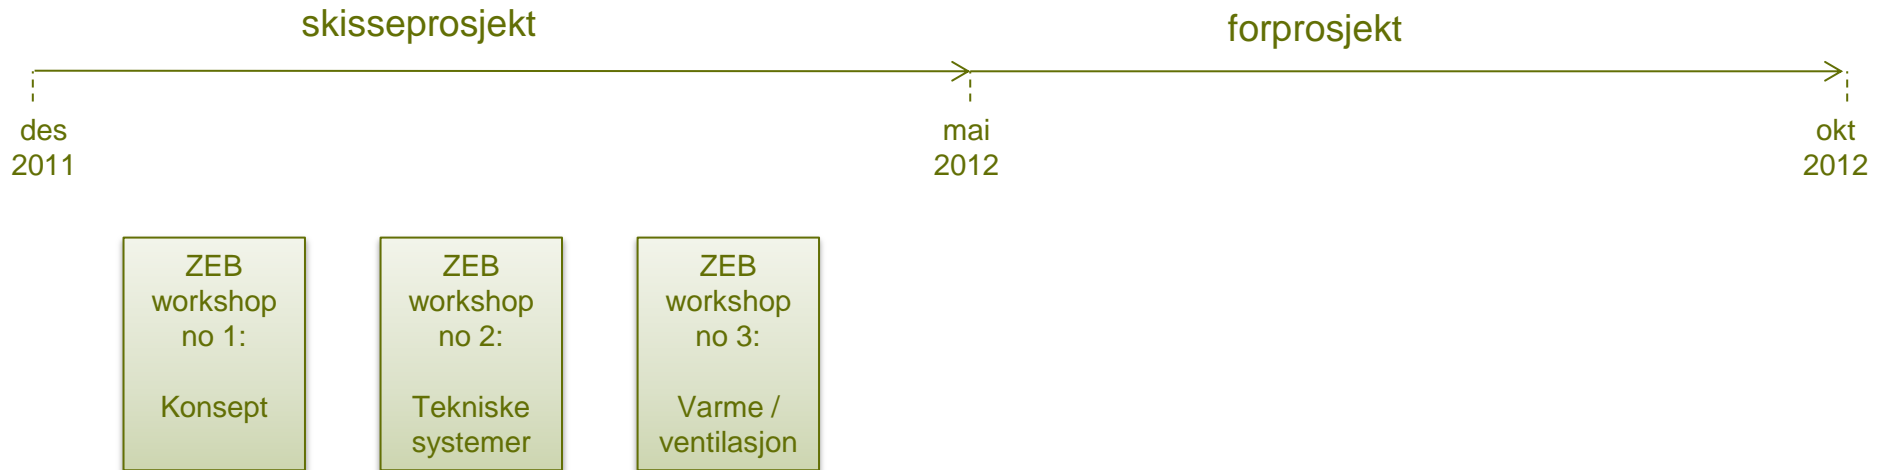 skisseprosjekt
forprosjekt
des
2011
mai
2012
okt
2012
ZEB
workshop
no 1:
Konsept
ZEB
workshop
no 2:
Tekniske
systemer
ZEB
workshop
no 3:
Varme /
ventilasjon